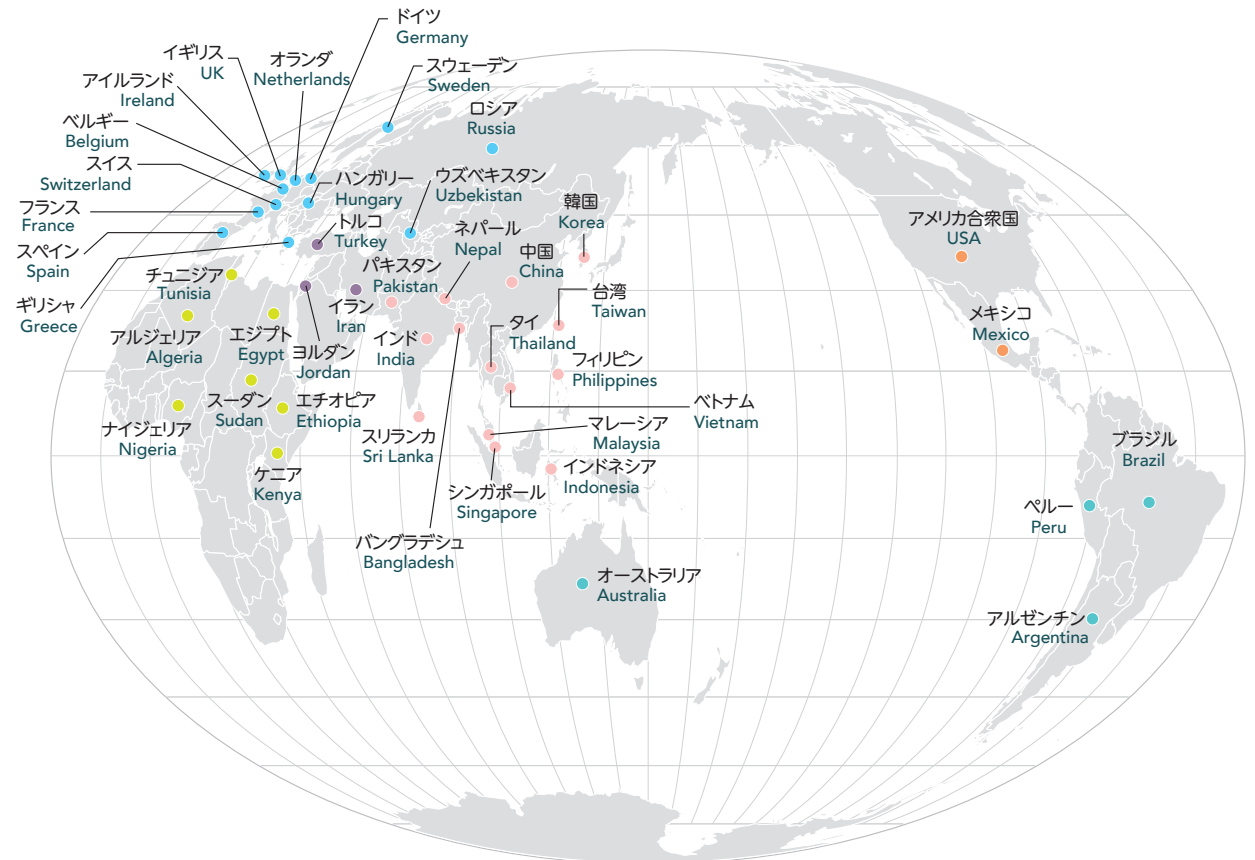 ドイツ
Germany
イギリス
UK
オランダ
Netherlands
スウェーデン
Sweden
アイルランド
Ireland
ロシア
Russia
ベルギー
Belgium
スイス
Switzerland
ハンガリー
Hungary
ウズベキスタン
Uzbekistan
フランス
France
トルコ
Turkey
ネパール
Nepal
韓国
Korea
アメリカ合衆国
USA
スペイン
Spain
中国
China
チュニジア
Tunisia
パキスタン
Pakistan
ギリシャ
Greece
イラン
Iran
台湾
Taiwan
メキシコ
Mexico
アルジェリア
Algeria
エジプト
Egypt
ヨルダン
Jordan
インド
India
タイ
Thailand
フィリピン
Philippines
スーダン
Sudan
エチオピア
Ethiopia
ベトナム
Vietnam
ナイジェリア
Nigeria
スリランカ
Sri Lanka
マレーシア
Malaysia
ブラジル
Brazil
ケニア
Kenya
シンガポール
Singapore
インドネシア
Indonesia
ペルー
Peru
バングラデシュ
Bangladesh
オーストラリア
Australia
アルゼンチン
Argentina